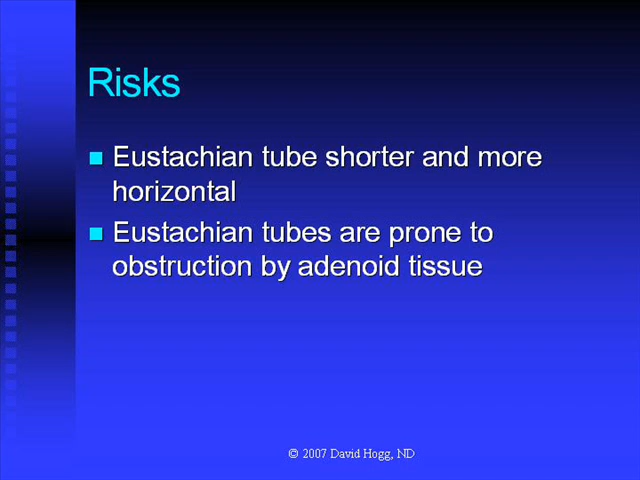 Risks
Eustachian tube shorter and more
horizontal
Eustachian tubes are prone to
obstruction by adenoid tissue
© 2007 David Hogg, ND